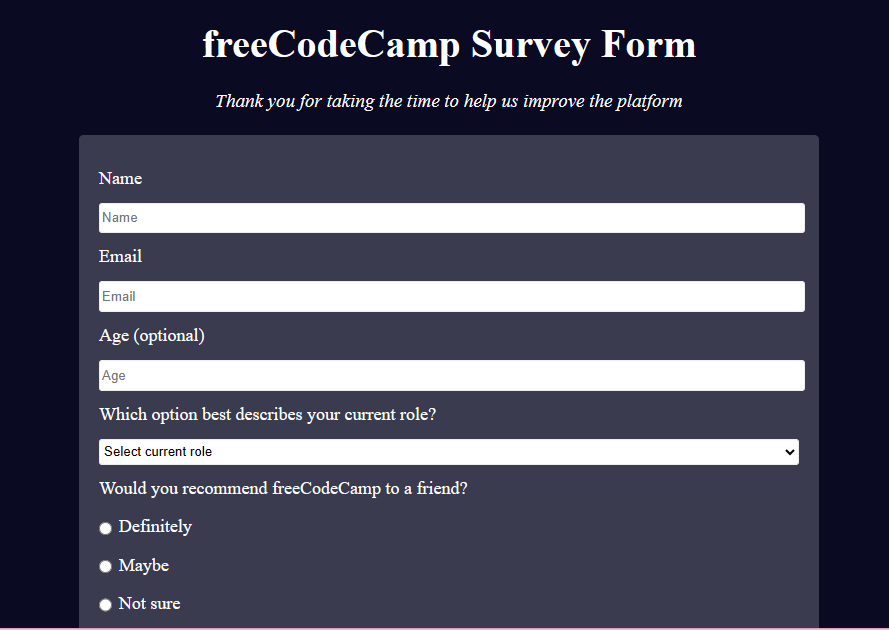 freeCodeCamp Survey Form
Thank you for taking the time to help us improve the platform
Name
Name
Email
Email
Age (optional)
Age
Which option best describes your current role?
Select current role
Would you recommend freeCodeCamp to a friend?
Definitely
Maybe
Not sure